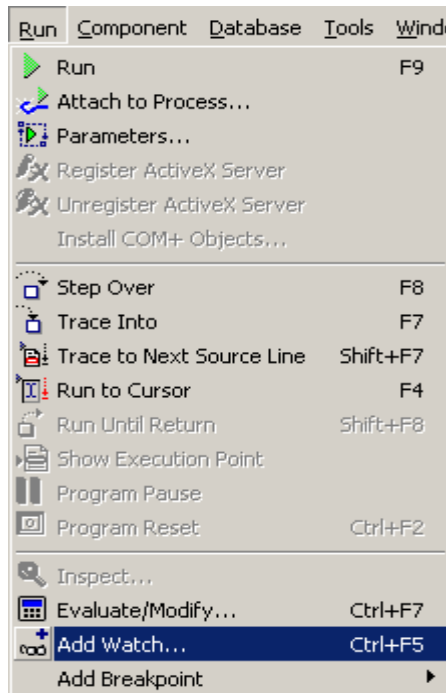 Run Component Database Tools Wind
Run F9
Attach to Process...
Parameters...
Register ActiveX Server
Unregister ActiveX Server
Install COM+ Objects...
Step Over F8
Trace Into F7
Trace to Next Source Line Shift+F7
Run to Cursor F4
Run Until Return Shift+F8
Show Execution Point
Program Pause
Program Reset Ctrl+F2
Inspect...
Evaluate/Modify... Ctrl+F7
Add Watch... Ctrl+F5
Add Breakpoint